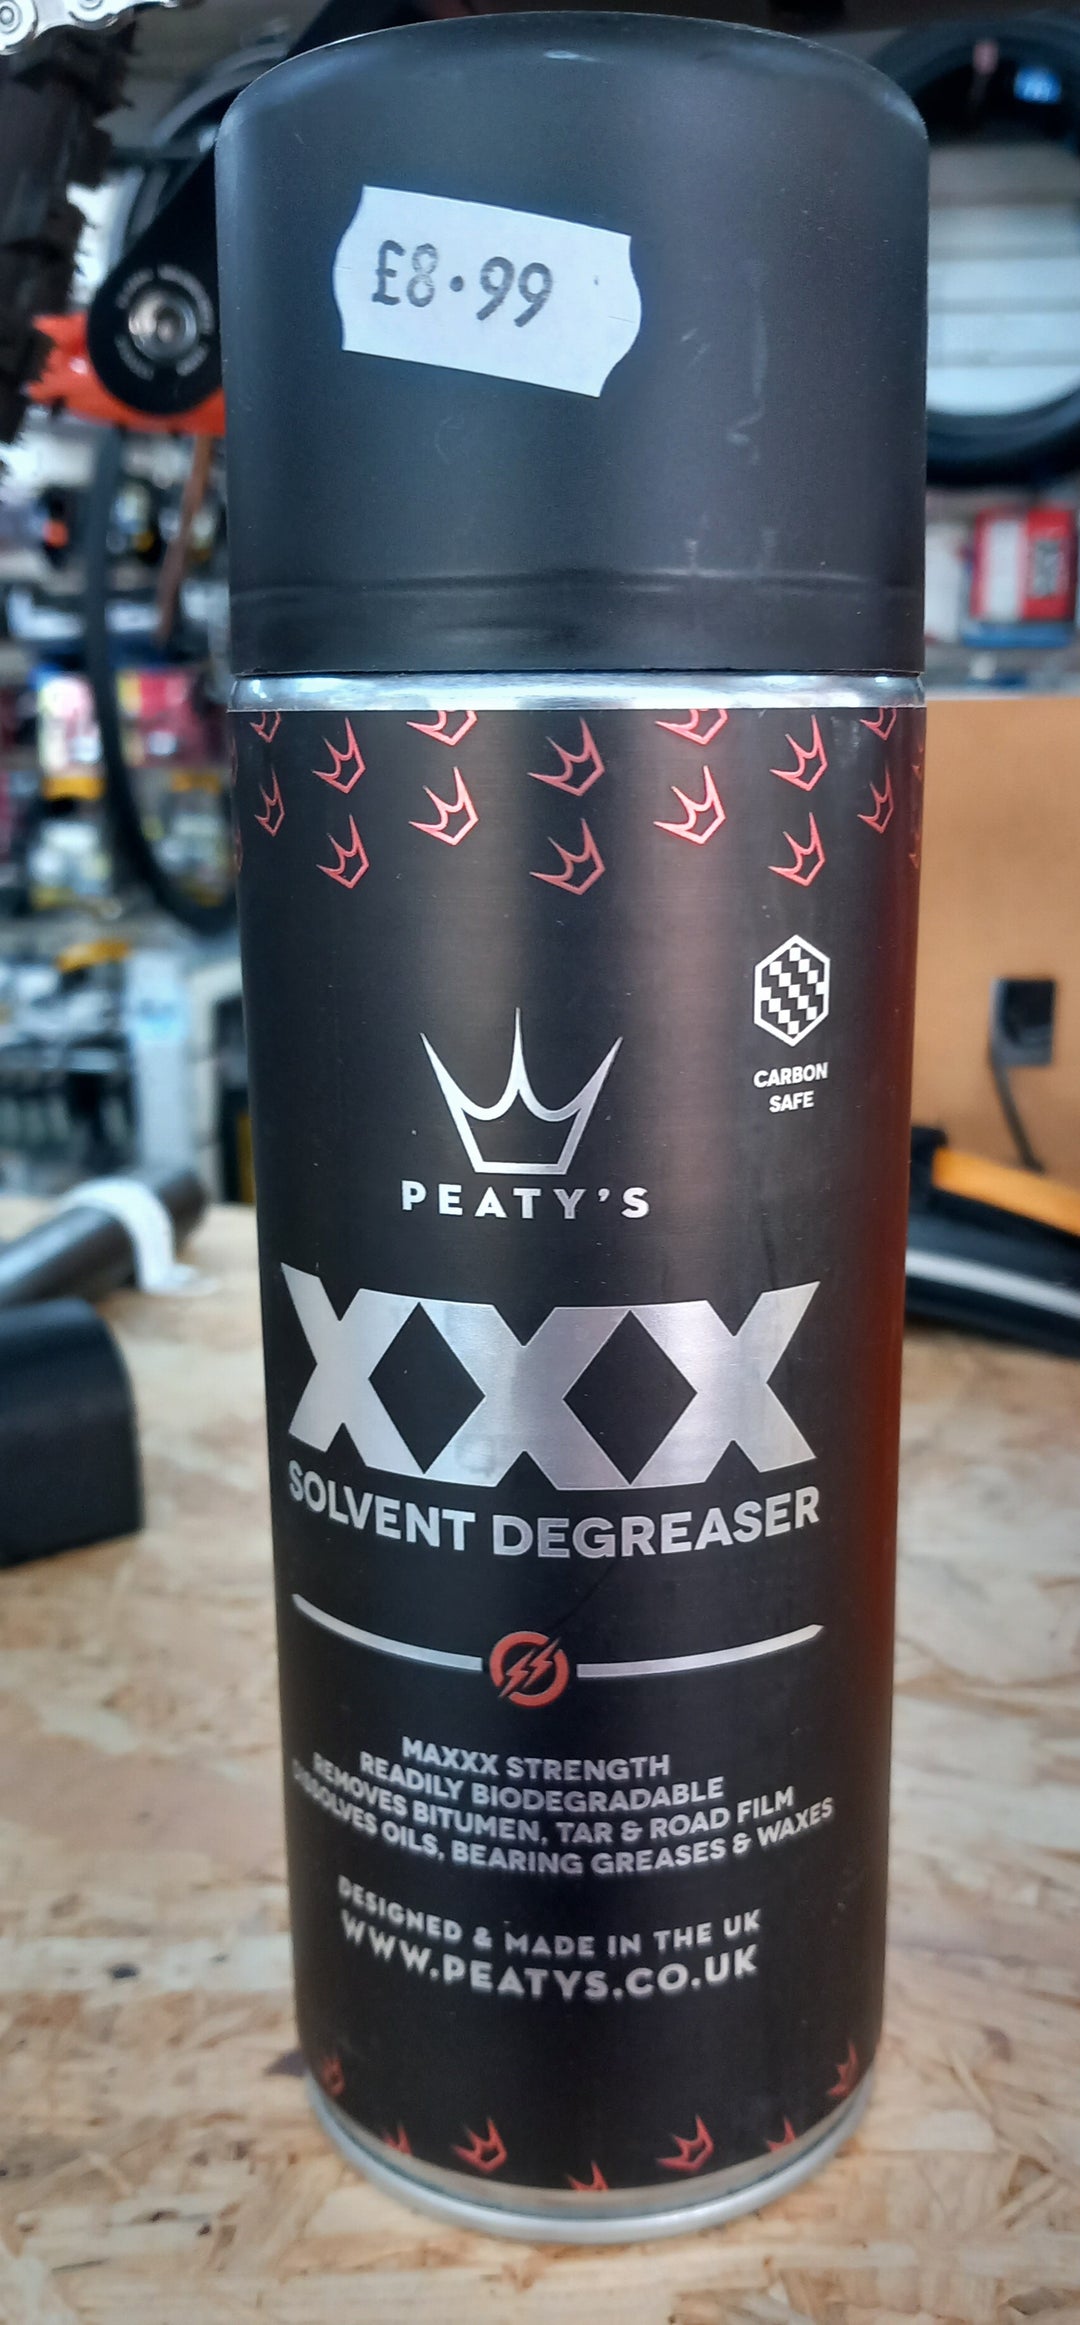 £8.99
CARBON
SAFE
PEATY'S
XXX
SOLVENT DEGREASER
MAXXX STRENGTH
READILY BIODEGRADABLE
REMOVES BITUMEN, TAR & ROAD FILM
DISSOLVES OILS, BEARING GREASES & WAXES
DESIGNED & MADE IN THE UK
WWW.PEATYS.CO.UK